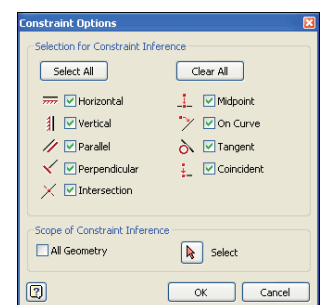 Constraint Options
Selection for Constraint Inference
Select All
Clear All
Horizontal
Midpoint
Vertical
On Curve
Parallel
Tangent
Perpendicular
Coincident
Intersection
Scope of Constraint Inference
All Geometry
Select
?
OK
Cancel